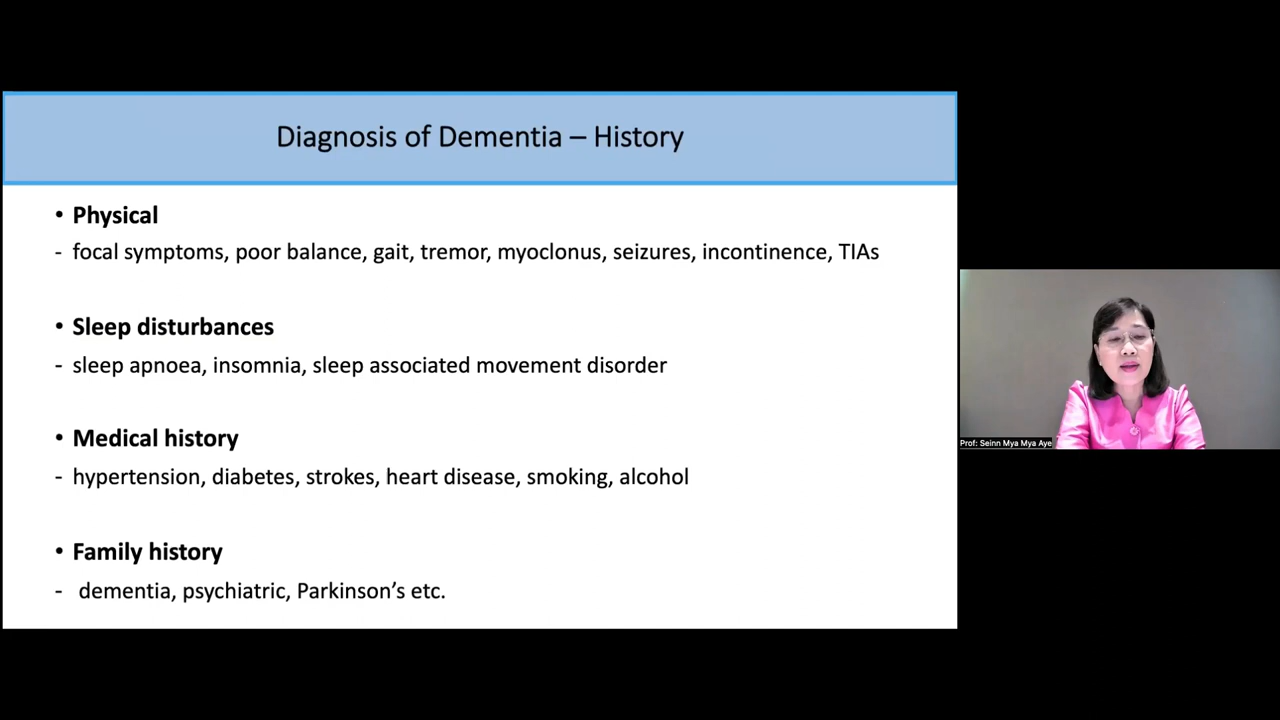 Diagnosis of Dementia – History
• Physical
- focal symptoms, poor balance, gait, tremor, myoclonus, seizures, incontinence, TIAs
• Sleep disturbances
- sleep apnoea, insomnia, sleep associated movement disorder
• Medical history
- hypertension, diabetes, strokes, heart disease, smoking, alcohol
• Family history
- dementia, psychiatric, Parkinson’s etc.
Prof: Seinn Mya Mya Aye